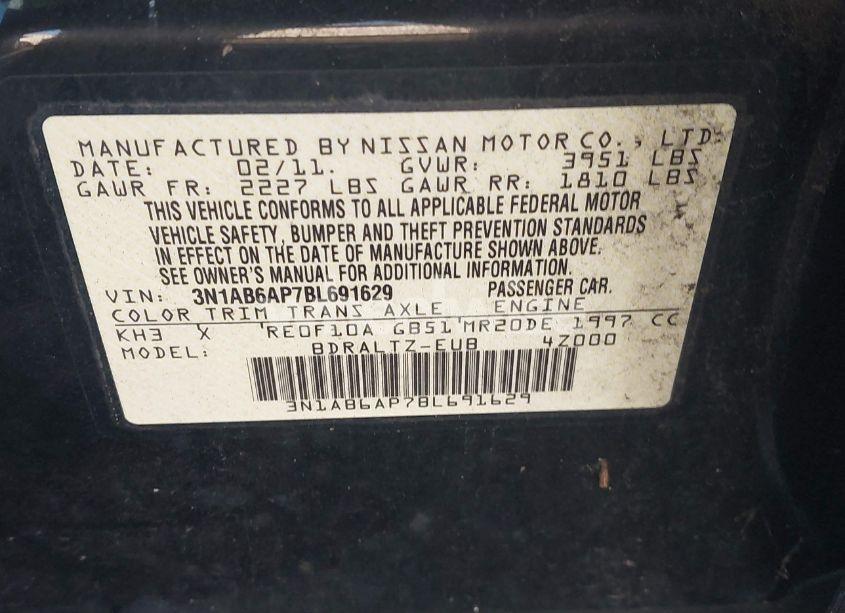 MANUFACTURED BY NISSAN MOTOR CO., LTD.
DATE: 02/11. GVWR: 3951 LBS
GAWR FR: 2227 LBS GAWR RR: 1810 LBS
THIS VEHICLE CONFORMS TO ALL APPLICABLE FEDERAL MOTOR
VEHICLE SAFETY, BUMPER AND THEFT PREVENTION STANDARDS
IN EFFECT ON THE DATE OF MANUFACTURE SHOWN ABOVE.
SEE OWNER'S MANUAL FOR ADDITIONAL INFORMATION.
VIN: 3N1AB6AP7BL691629 PASSENGER CAR.
COLOR TRIM TRANS AXLE ENGINE
KH3 X RE0F10A GB51 MR20DE 1997 CC
MODEL: BDRALTZ-EUB 4Z000
3N1AB6AP7BL691629